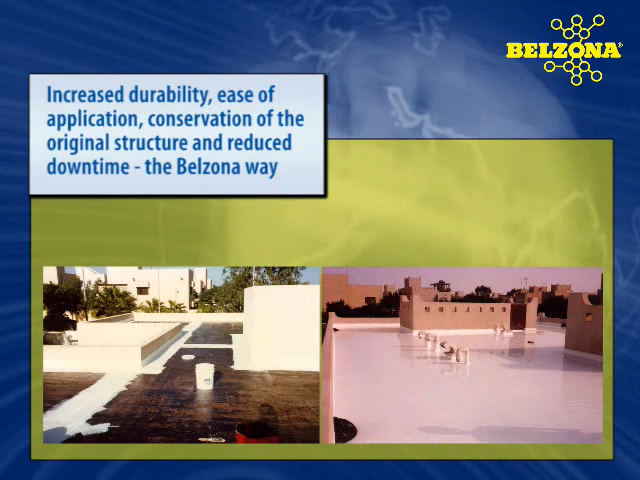 BELZONA®
Increased durability, ease of
application, conservation of the
original structure and reduced
downtime - the Belzona way